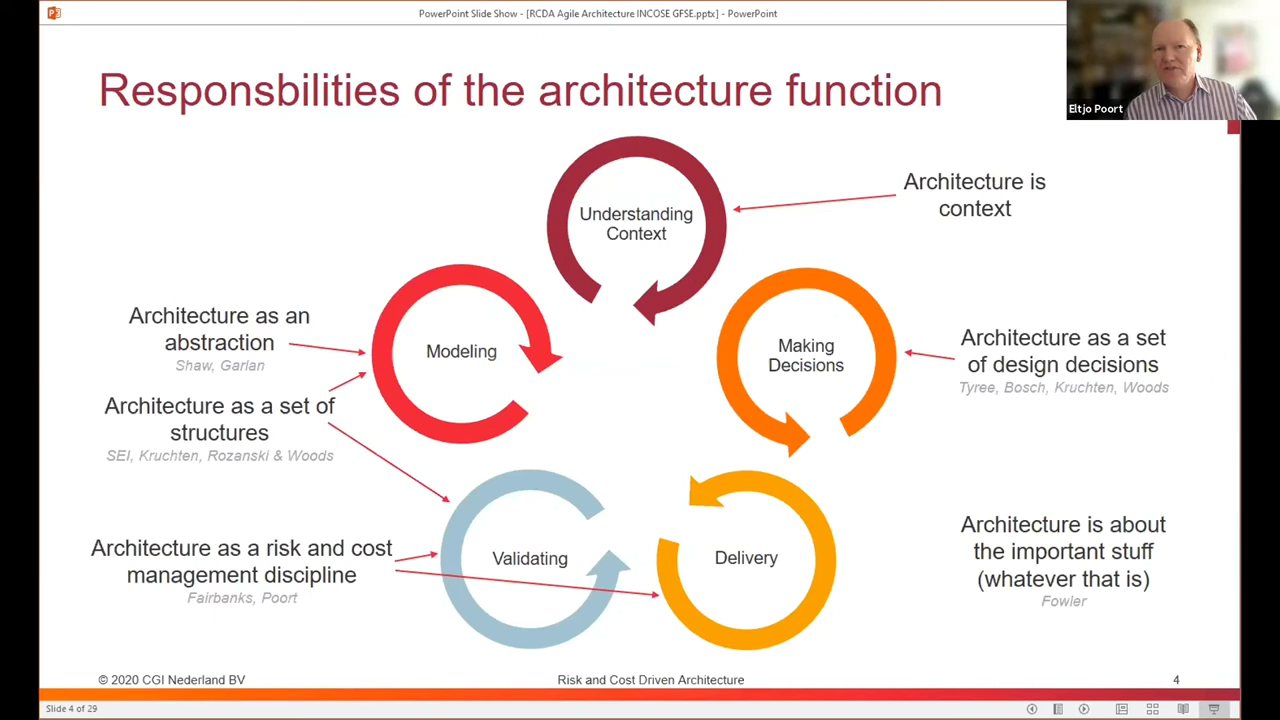 PowerPoint Slide Show - [RCDA Agile Architecture INCOSE GFSE.pptx] - PowerPoint
Eltjo Poort
Responsbilities of the architecture function
Understanding
Context
Architecture is
context
Modeling
Making
Decisions
Architecture as an
abstraction
Shaw, Garlan
Architecture as a set
of design decisions
Tyree, Bosch, Kruchten, Woods
Architecture as a set of
structures
SEI, Kruchten, Rozanski & Woods
Architecture as a risk and cost
management discipline
Fairbanks, Poort
Validating
Delivery
Architecture is about
the important stuff
(whatever that is)
Fowler
© 2020 CGI Nederland BV
Risk and Cost Driven Architecture
4
Slide 4 of 29